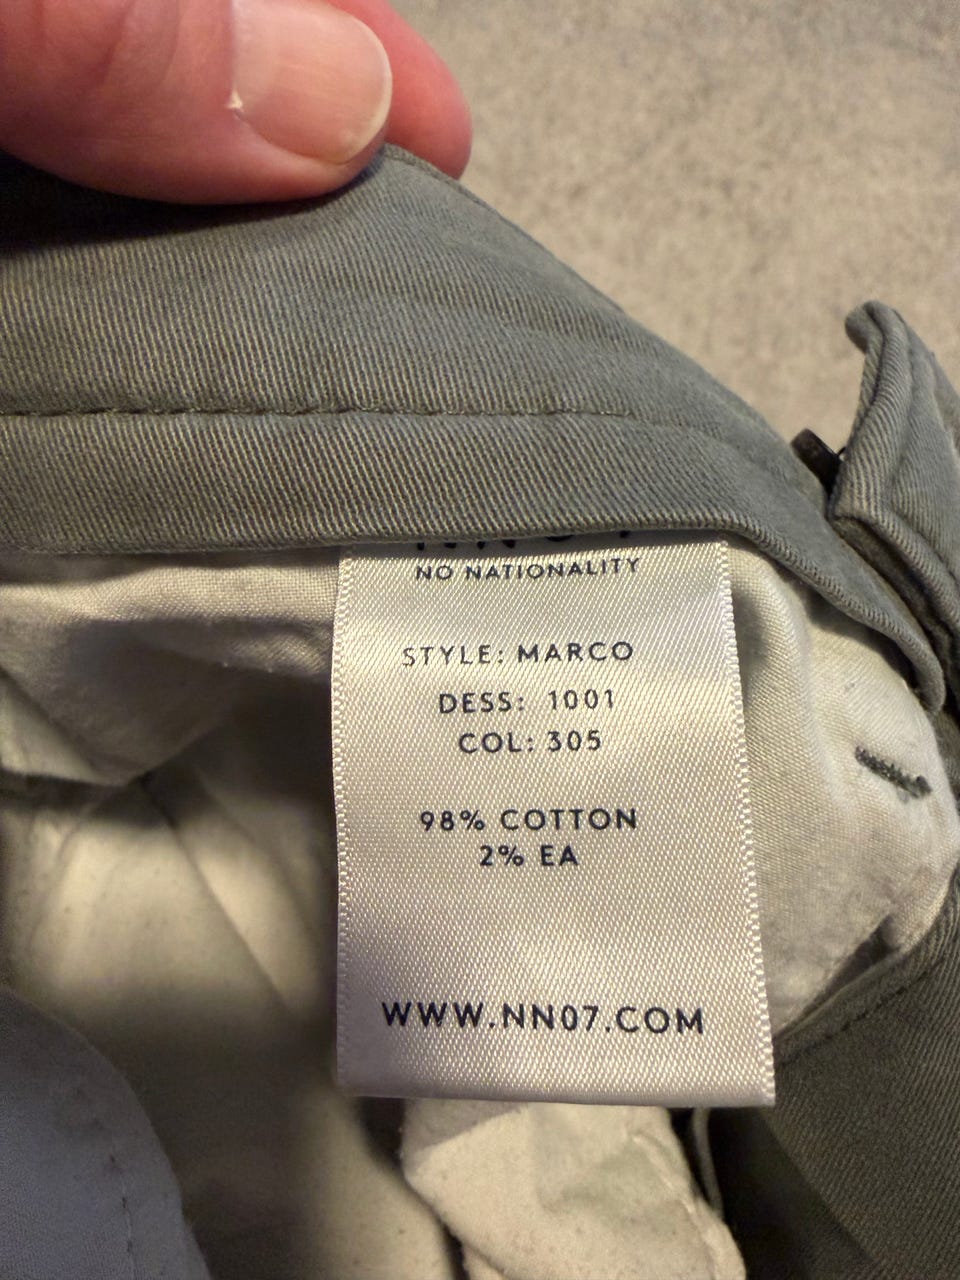 NO NATIONALITY
STYLE: MARCO
DESS: 1001
COL: 305
98% COTTON
2% EA
WWW.NN07.COM